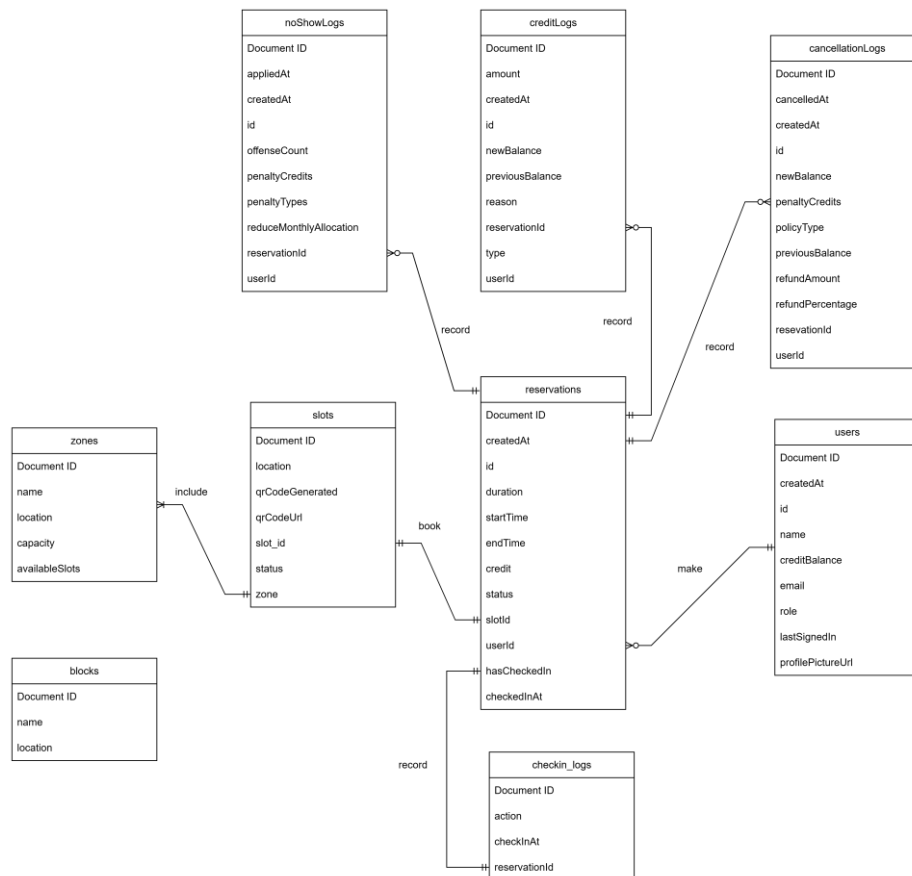 noShowLogs
Document ID
appliedAt
createdAt
id
offenseCount
penaltyCredits
penaltyTypes
reduceMonthlyAllocation
reservationId
userId
creditLogs
Document ID
amount
createdAt
id
newBalance
previousBalance
reason
reservationId
type
userId
cancellationLogs
Document ID
cancelledAt
createdAt
id
newBalance
penaltyCredits
policyType
previousBalance
refundAmount
refundPercentage
resevationId
userId
record
record
record
zones
Document ID
name
location
capacity
availableSlots
include
slots
Document ID
location
qrCodeGenerated
qrCodeUrl
slot_id
status
zone
book
reservations
Document ID
createdAt
id
duration
startTime
endTime
credit
status
slotId
userId
hasCheckedIn
checkedInAt
make
users
Document ID
createdAt
id
name
creditBalance
email
role
lastSignedIn
profilePictureUrl
blocks
Document ID
name
location
record
checkin_logs
Document ID
action
checkInAt
reservationId